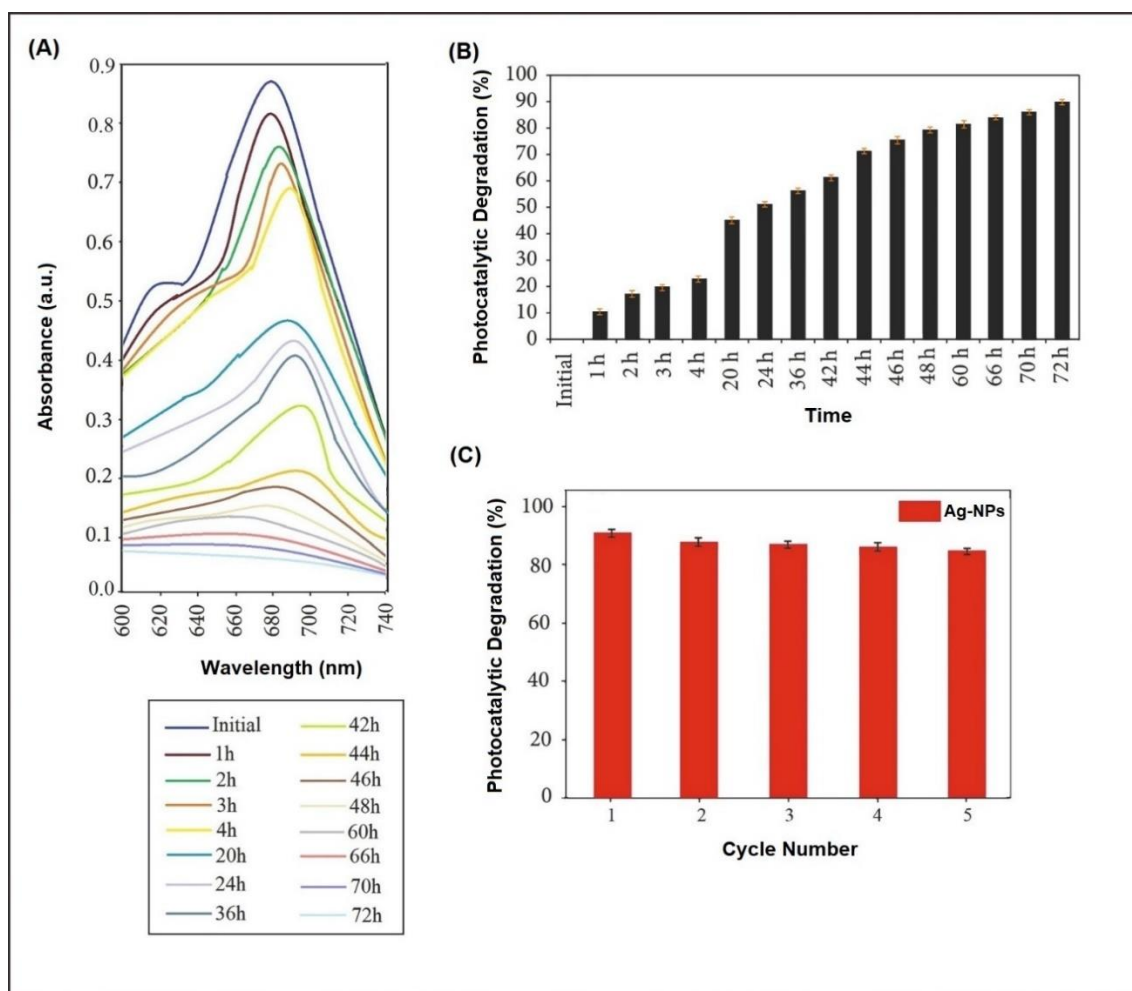 (A)
0.9
0.8
0.7
0.6
0.5
0.4
0.3
0.2
0.1
0.0
Absorbance (a.u.)
600 620 640 660 680 700 720 740
Wavelength (nm)
Initial
1h
2h
3h
4h
20h
24h
36h
42h
44h
46h
48h
60h
66h
70h
72h
(B)
100
90
80
70
60
50
40
30
20
10
0
Photocatalytic Degradation (%)
Initial 1 h 2 h 3 h 4 h 20 h 24 h 36 h 42 h 44 h 46 h 48 h 60 h 66 h 70 h 72 h
Time
(C)
100
80
60
40
20
0
Photocatalytic Degradation (%)
Ag-NPs
1 2 3 4 5
Cycle Number